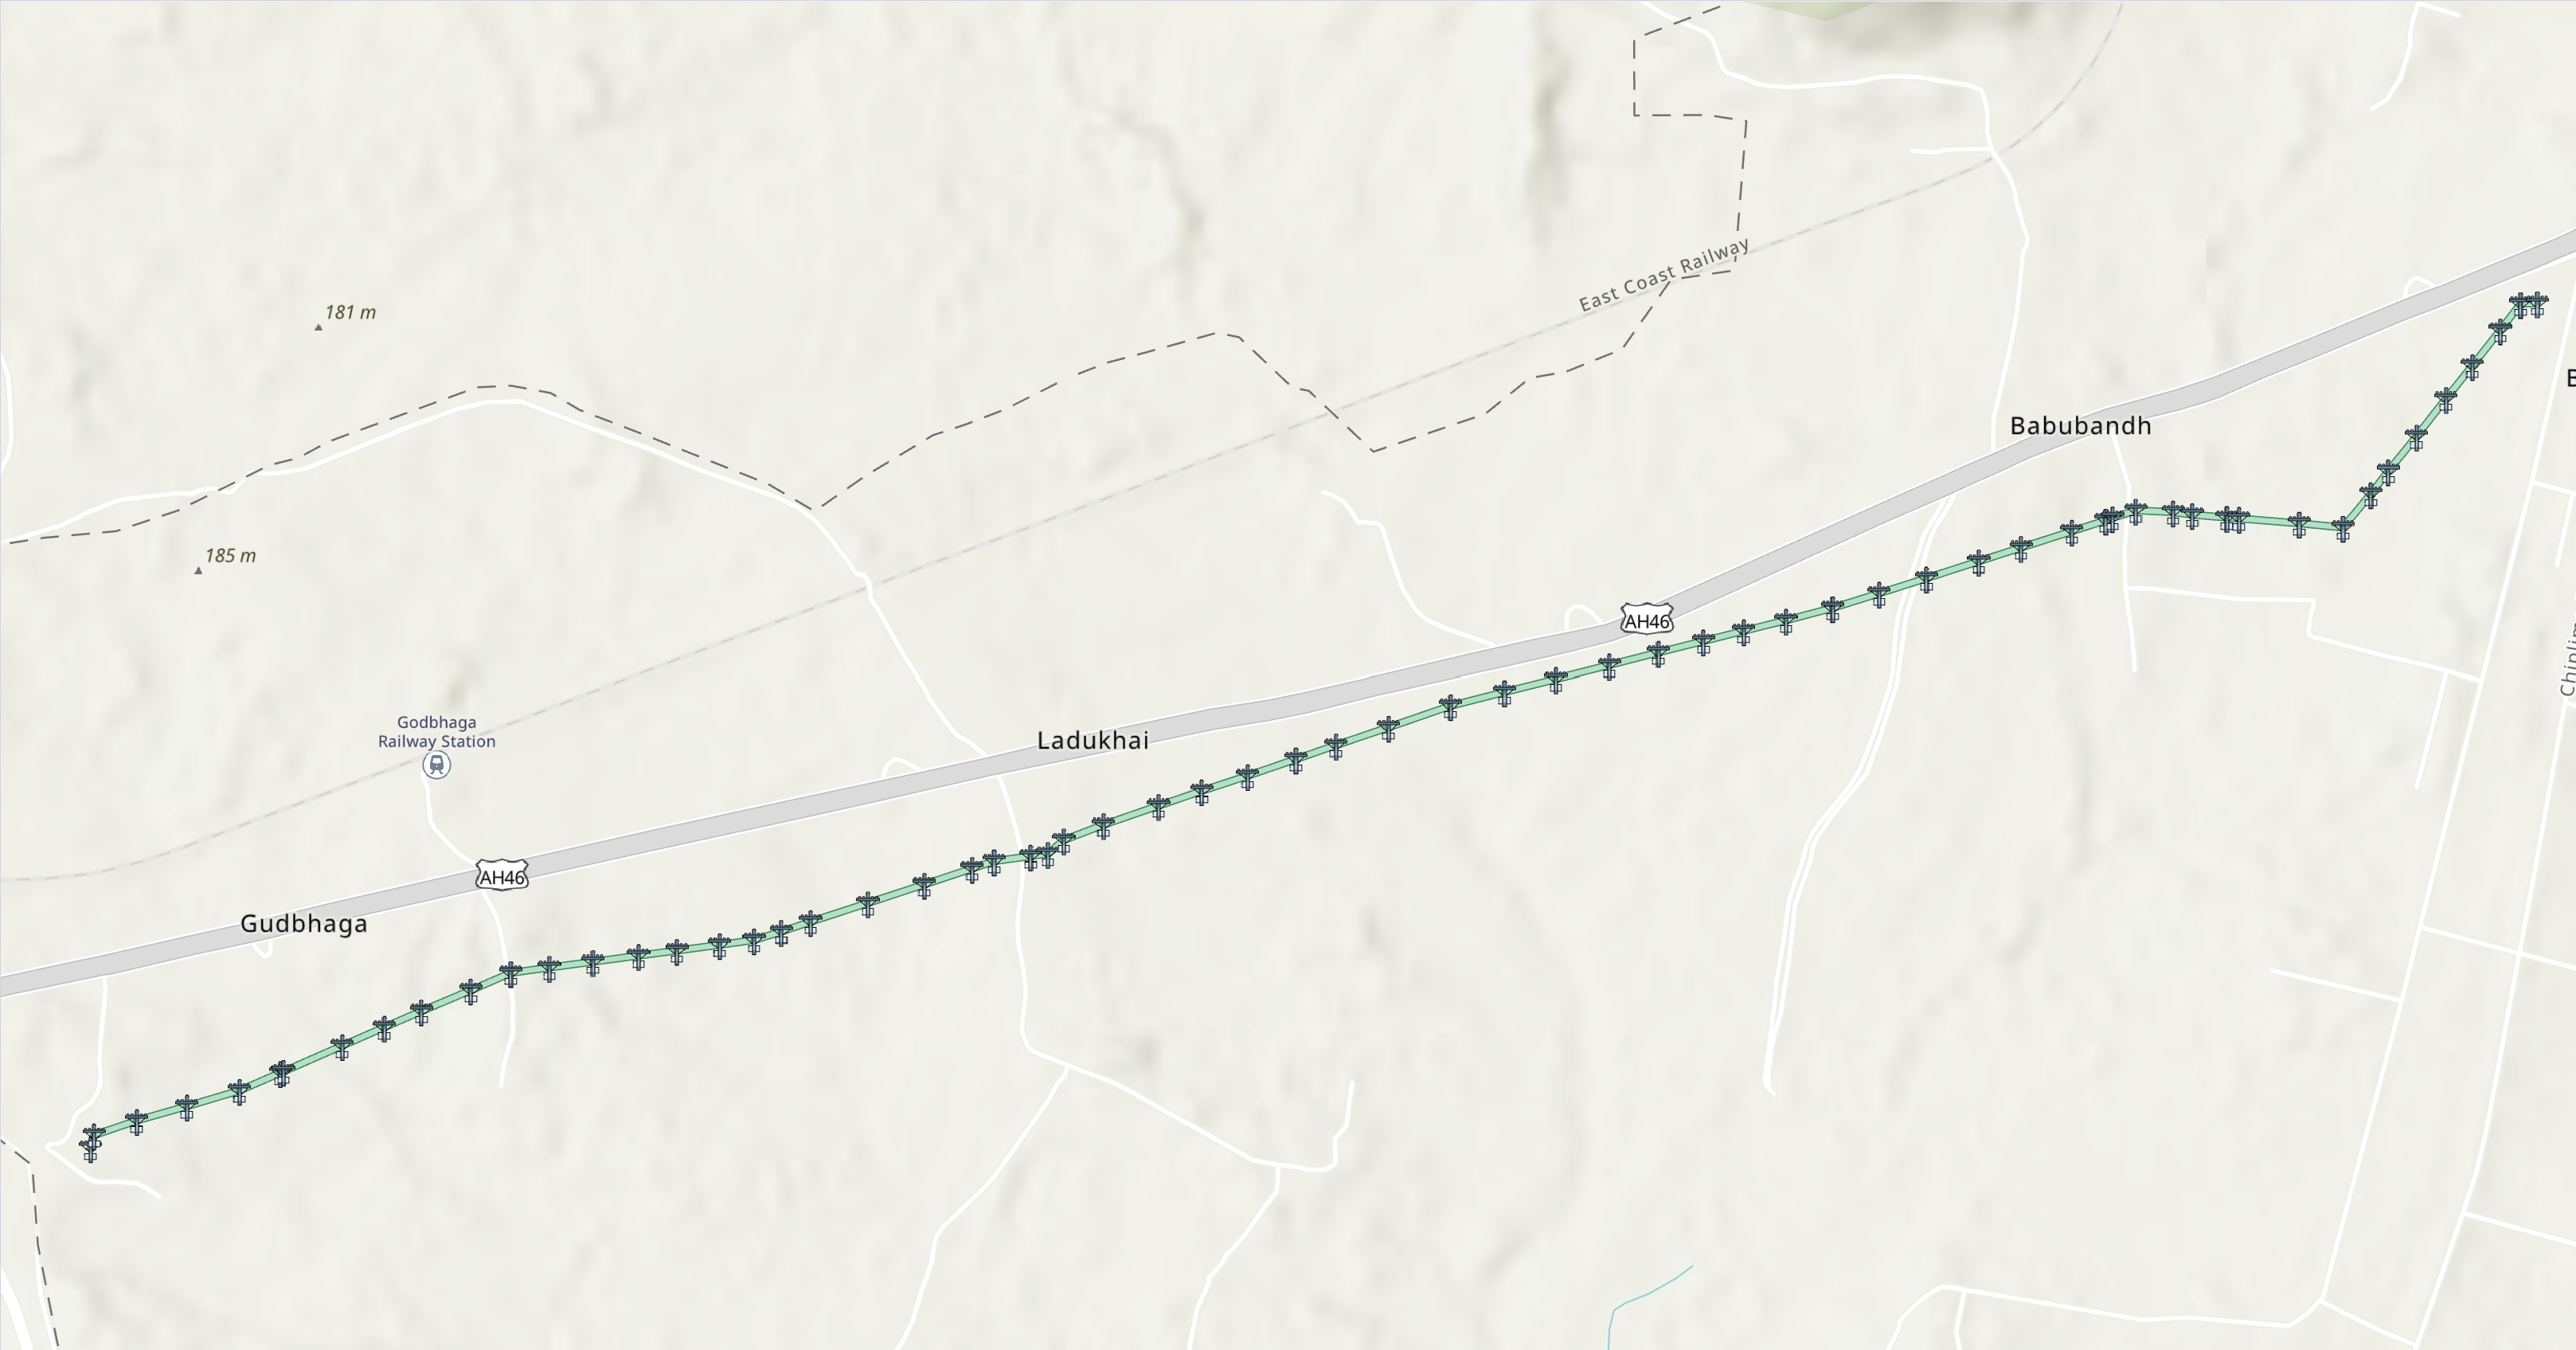 East Coast Railway
181 m
Babubandh
185 m
AH46
Godbhaga
Railway Station
Ladukhai
AH46
Gudbhaga